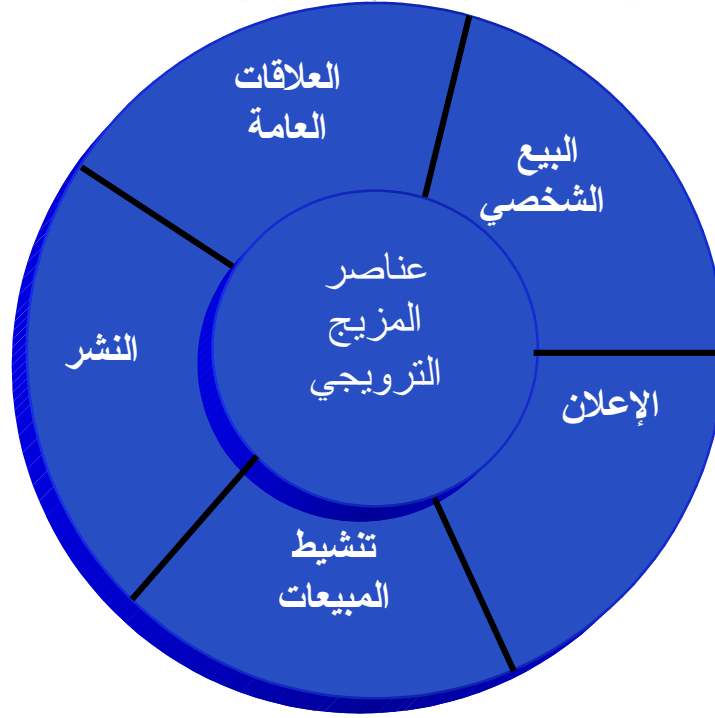 العلاقات
العامة
البيع
الشخصي
عناصر
المزيج
الترويجي
النشر
الإعلان
تنشيط
المبيعات